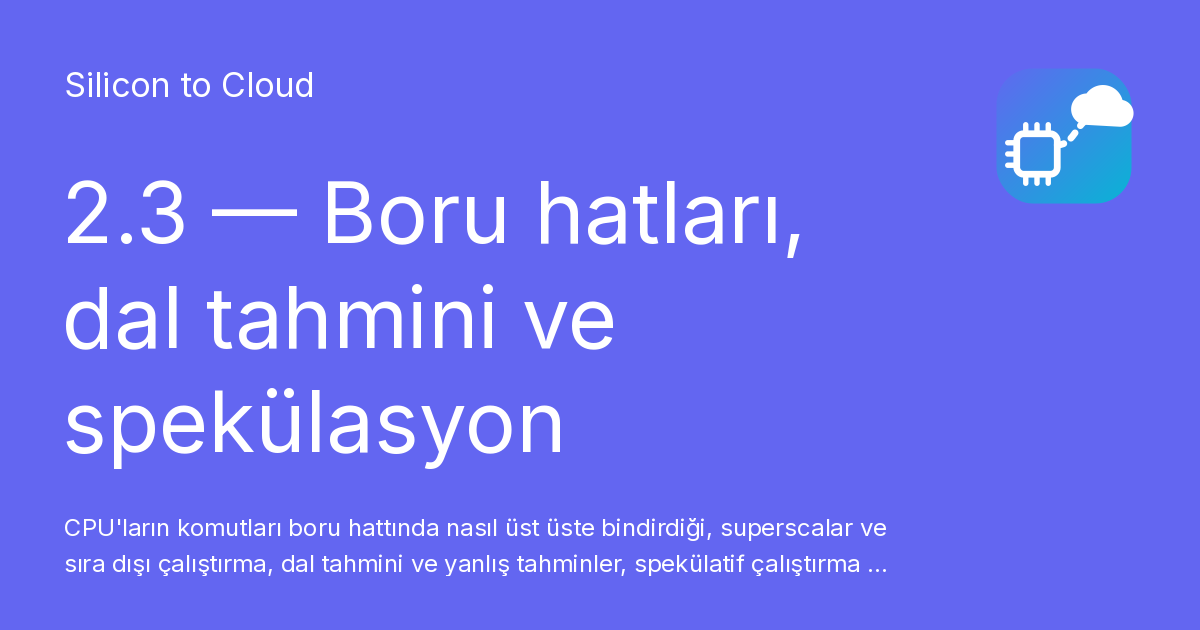 Silicon to Cloud
2.3 — Boru hatları,
dal tahmini ve
spekülasyon
CPU'ların komutları boru hattında nasıl üst üste bindirdiği, superscalar ve
sıra dışı çalıştırma, dal tahmini ve yanlış tahminler, spekülatif çalıştırma ...